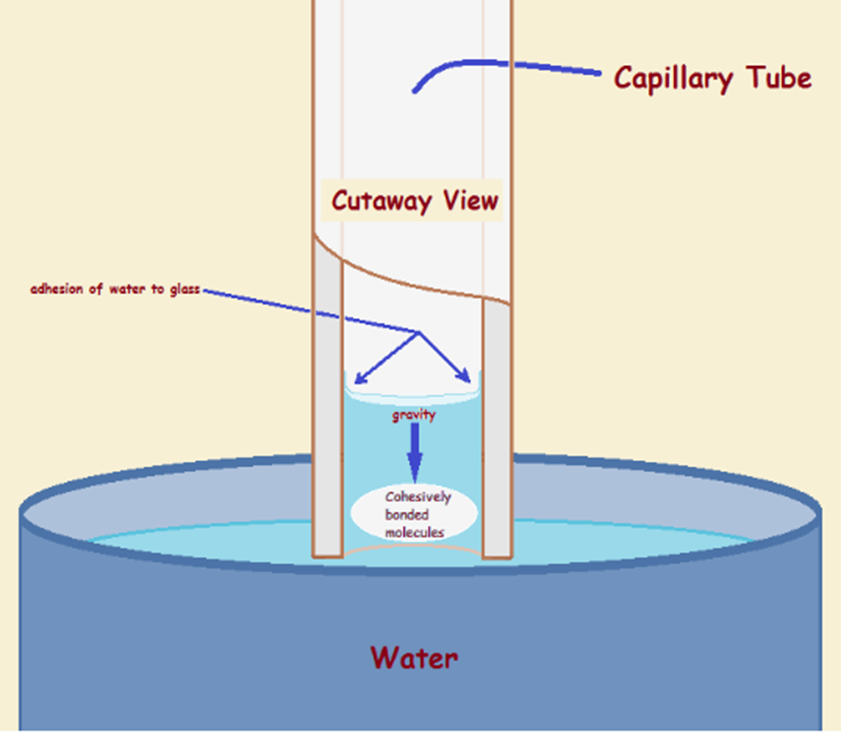 Capillary Tube
Cutaway View
adhesion of water to glass
gravity
Cohesively
bonded
molecules
Water